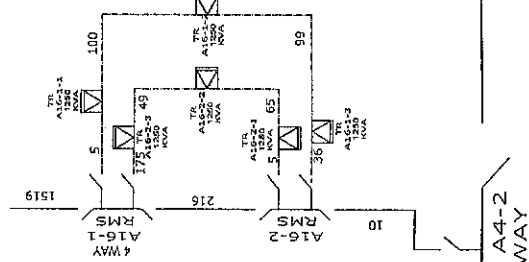 TR
A16-1-2
1250
KVA
100
99
TR
A16-1-1
1250
KVA
TR
A16-2-2
1250
KVA
49
65
TR
A16-2-3
1250
KVA
TR
A16-2-1
1250
KVA
TR
A16-1-3
1250
KVA
5
175
5
36
1519
216
10
4 WAY
RMS
A16-1
RMS
A16-2
A4-2
WAY